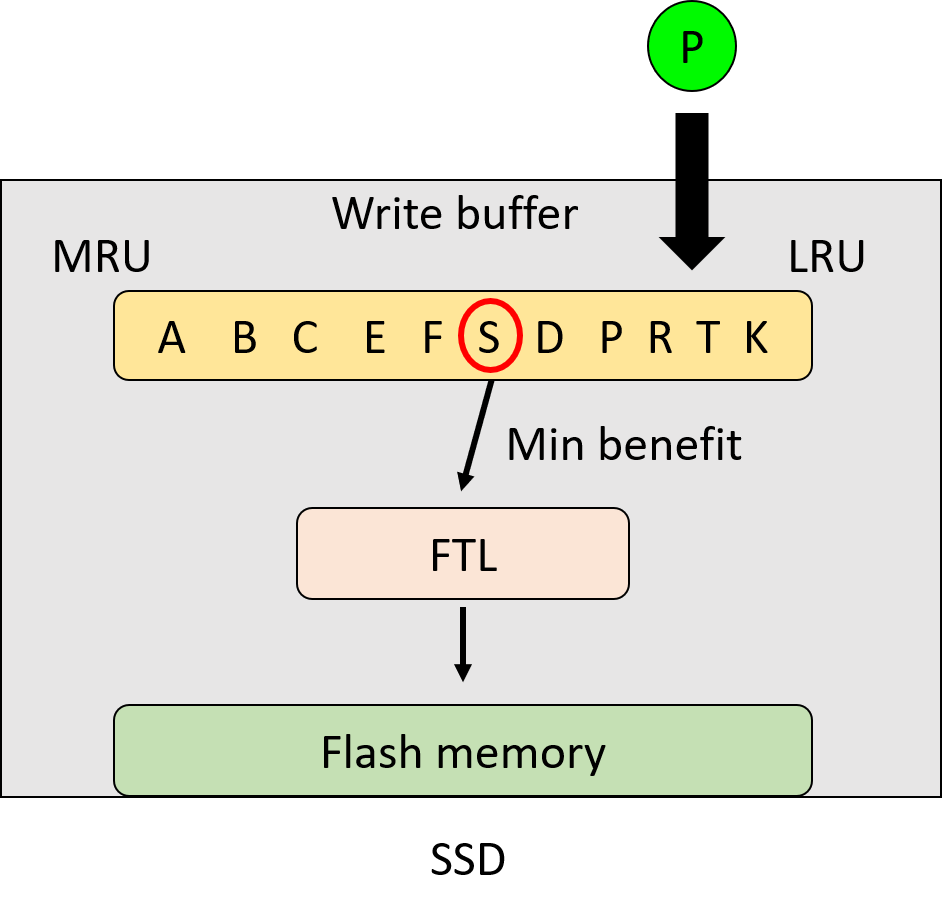 P
Write buffer
MRU
LRU
A B C E F S D P R T K
Min benefit
FTL
Flash memory
SSD